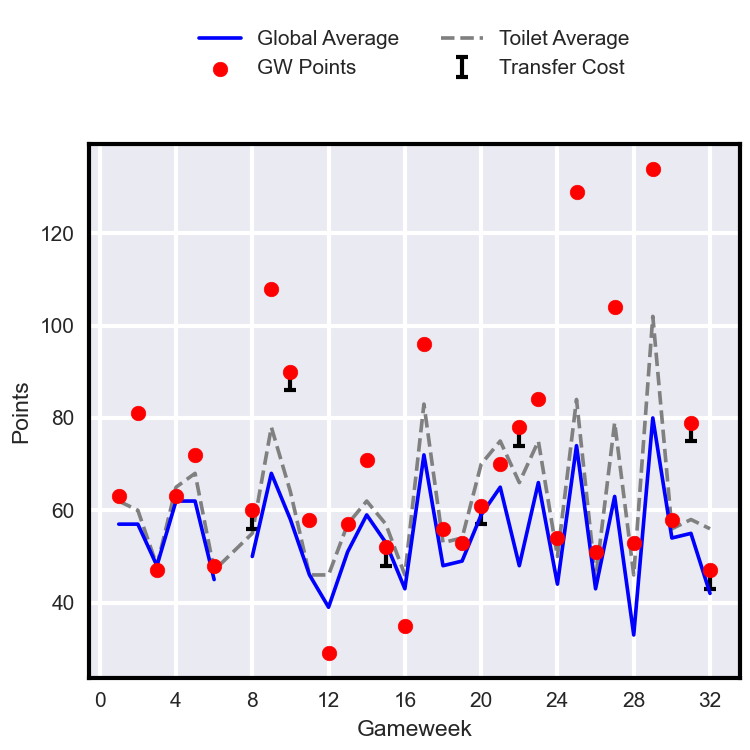 Global Average
Toilet Average
GW Points
Transfer Cost
120
100
80
60
40
Points
0 4 8 12 16 20 24 28 32
Gameweek